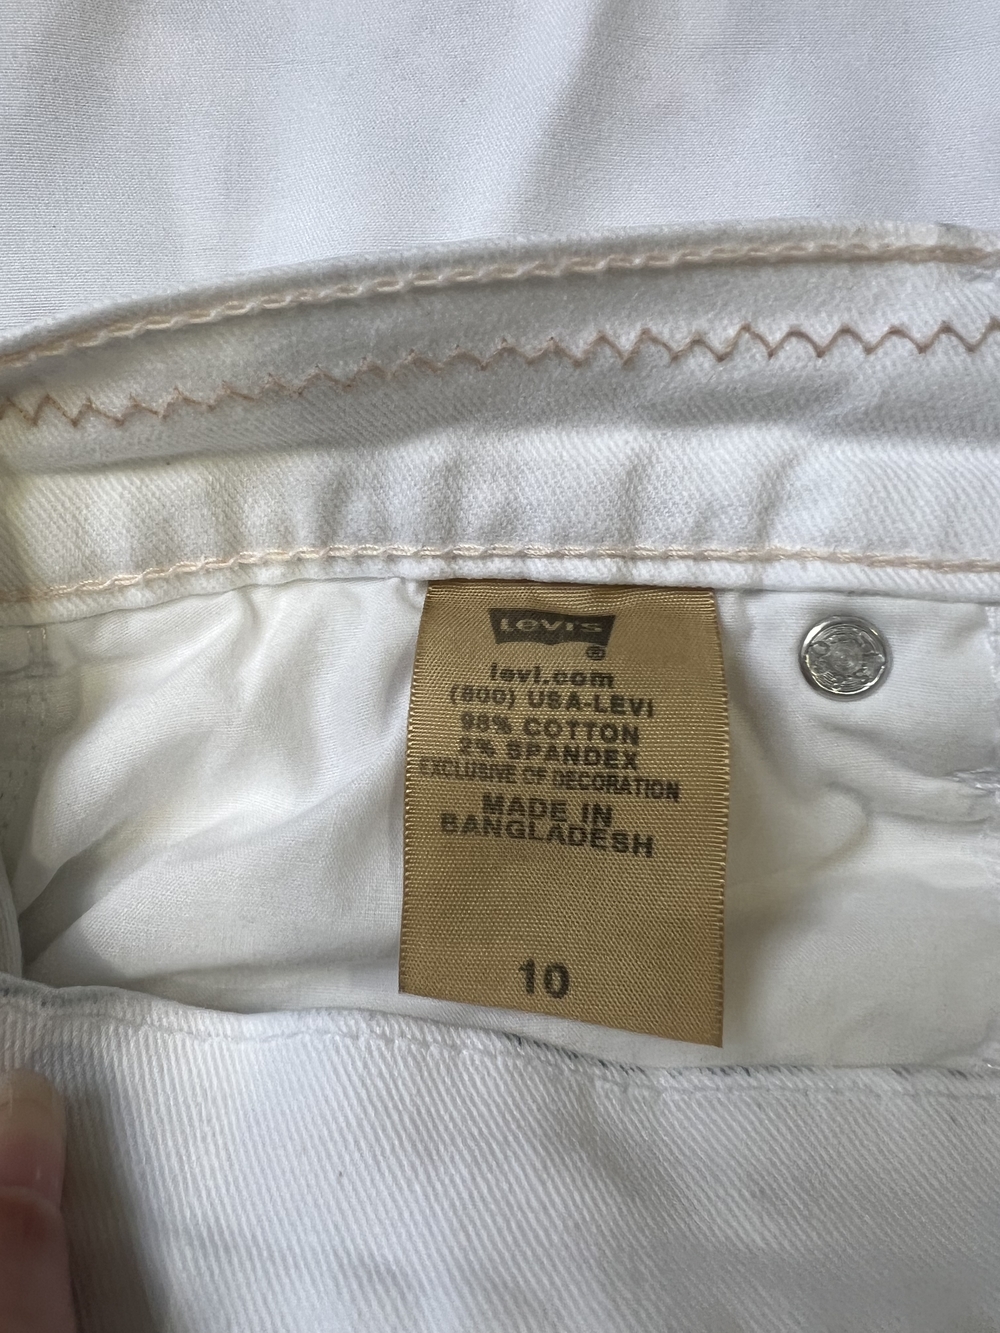 Levi's
®
levi.com
(800) USA-LEVI
98% COTTON
2% SPANDEX
EXCLUSIVE OF DECORATION
MADE IN
BANGLADESH
10